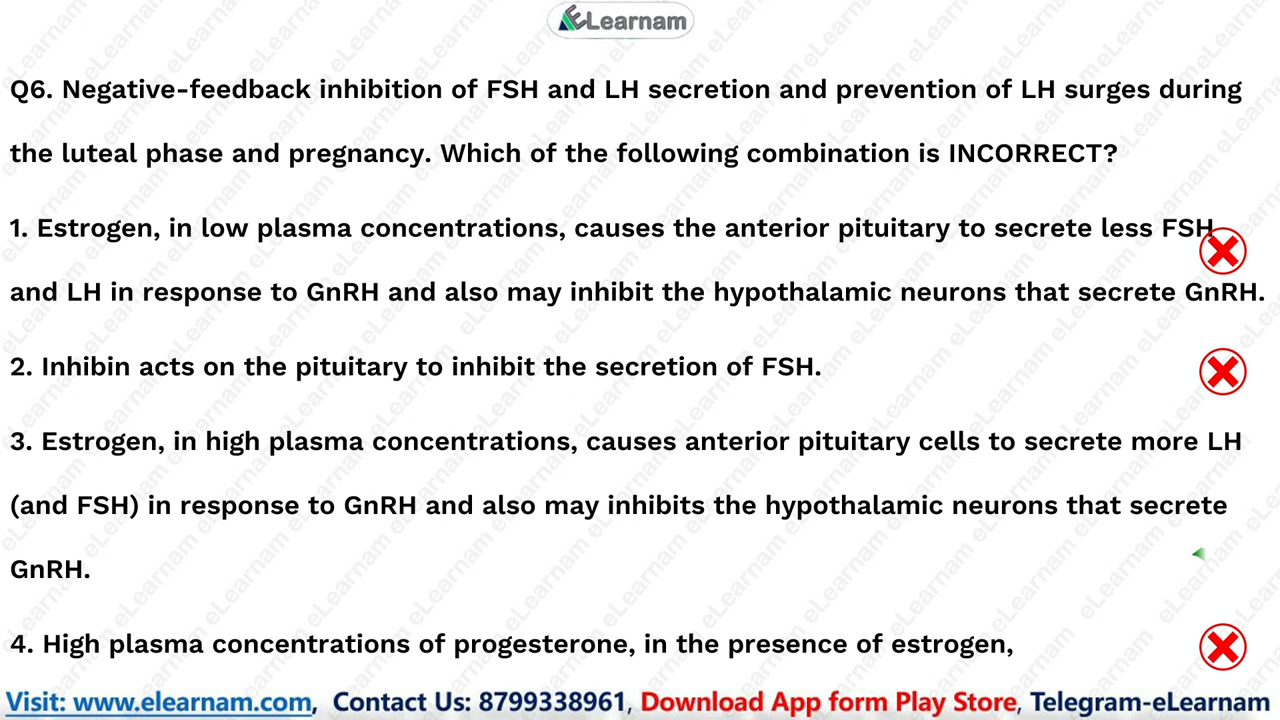 eLearnam
Q6. Negative-feedback inhibition of FSH and LH secretion and prevention of LH surges during
the luteal phase and pregnancy. Which of the following combination is INCORRECT?
1. Estrogen, in low plasma concentrations, causes the anterior pituitary to secrete less FSH
and LH in response to GnRH and also may inhibit the hypothalamic neurons that secrete GnRH.
2. Inhibin acts on the pituitary to inhibit the secretion of FSH.
3. Estrogen, in high plasma concentrations, causes anterior pituitary cells to secrete more LH
(and FSH) in response to GnRH and also may inhibits the hypothalamic neurons that secrete
GnRH.
4. High plasma concentrations of progesterone, in the presence of estrogen,
Visit: www.elearnam.com, Contact Us: 8799338961, Download App form Play Store, Telegram-eLearnam